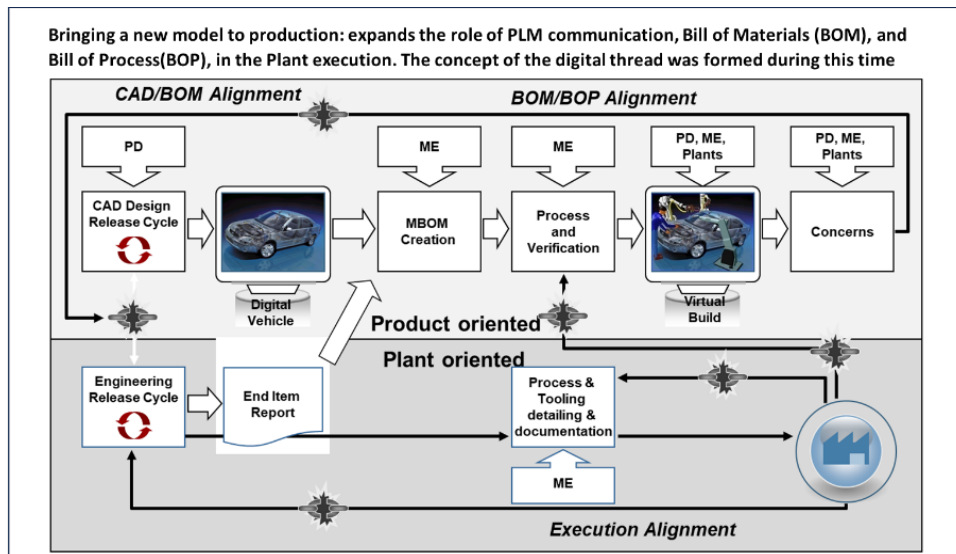 Bringing a new model to production: expands the role of PLM communication, Bill of Materials (BOM), and
Bill of Process(BOP), in the Plant execution. The concept of the digital thread was formed during this time
CAD/BOM Alignment
BOM/BOP Alignment
PD
ME
ME
PD, ME,
Plants
PD, ME,
Plants
CAD Design
Release Cycle
MBOM
Creation
Process
and
Verification
Concerns
Digital
Vehicle
Virtual
Build
Product oriented
Plant oriented
Engineering
Release Cycle
End Item
Report
Process &
Tooling
detailing &
documentation
ME
Execution Alignment